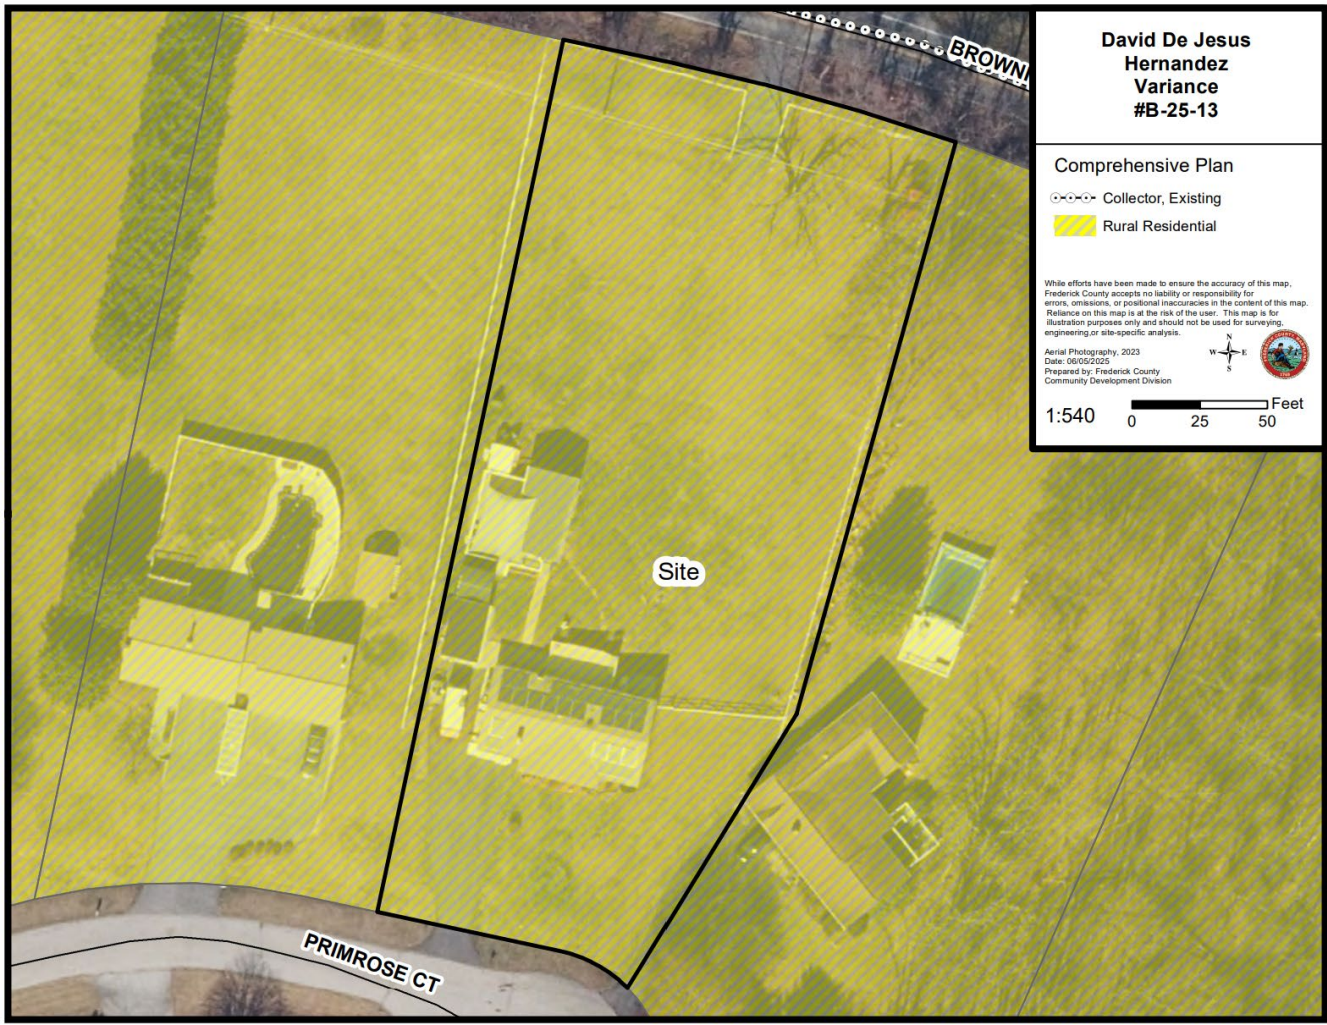 BROWNI
David De Jesus
Hernandez
Variance
#B-25-13
Comprehensive Plan
Collector, Existing
Rural Residential
While efforts have been made to ensure the accuracy of this map,
Frederick County accepts no liability or responsibility for
errors, omissions, or positional inaccuracies in the content of this map.
Reliance on this map is at the risk of the user. This map is for
illustration purposes only and should not be used for surveying,
engineering,or site-specific analysis.
N
W E
S
Aerial Photography, 2023
Date: 06/05/2025
Prepared by: Frederick County
Community Development Division
1:540
Feet
0 25 50
Site
PRIMROSE CT